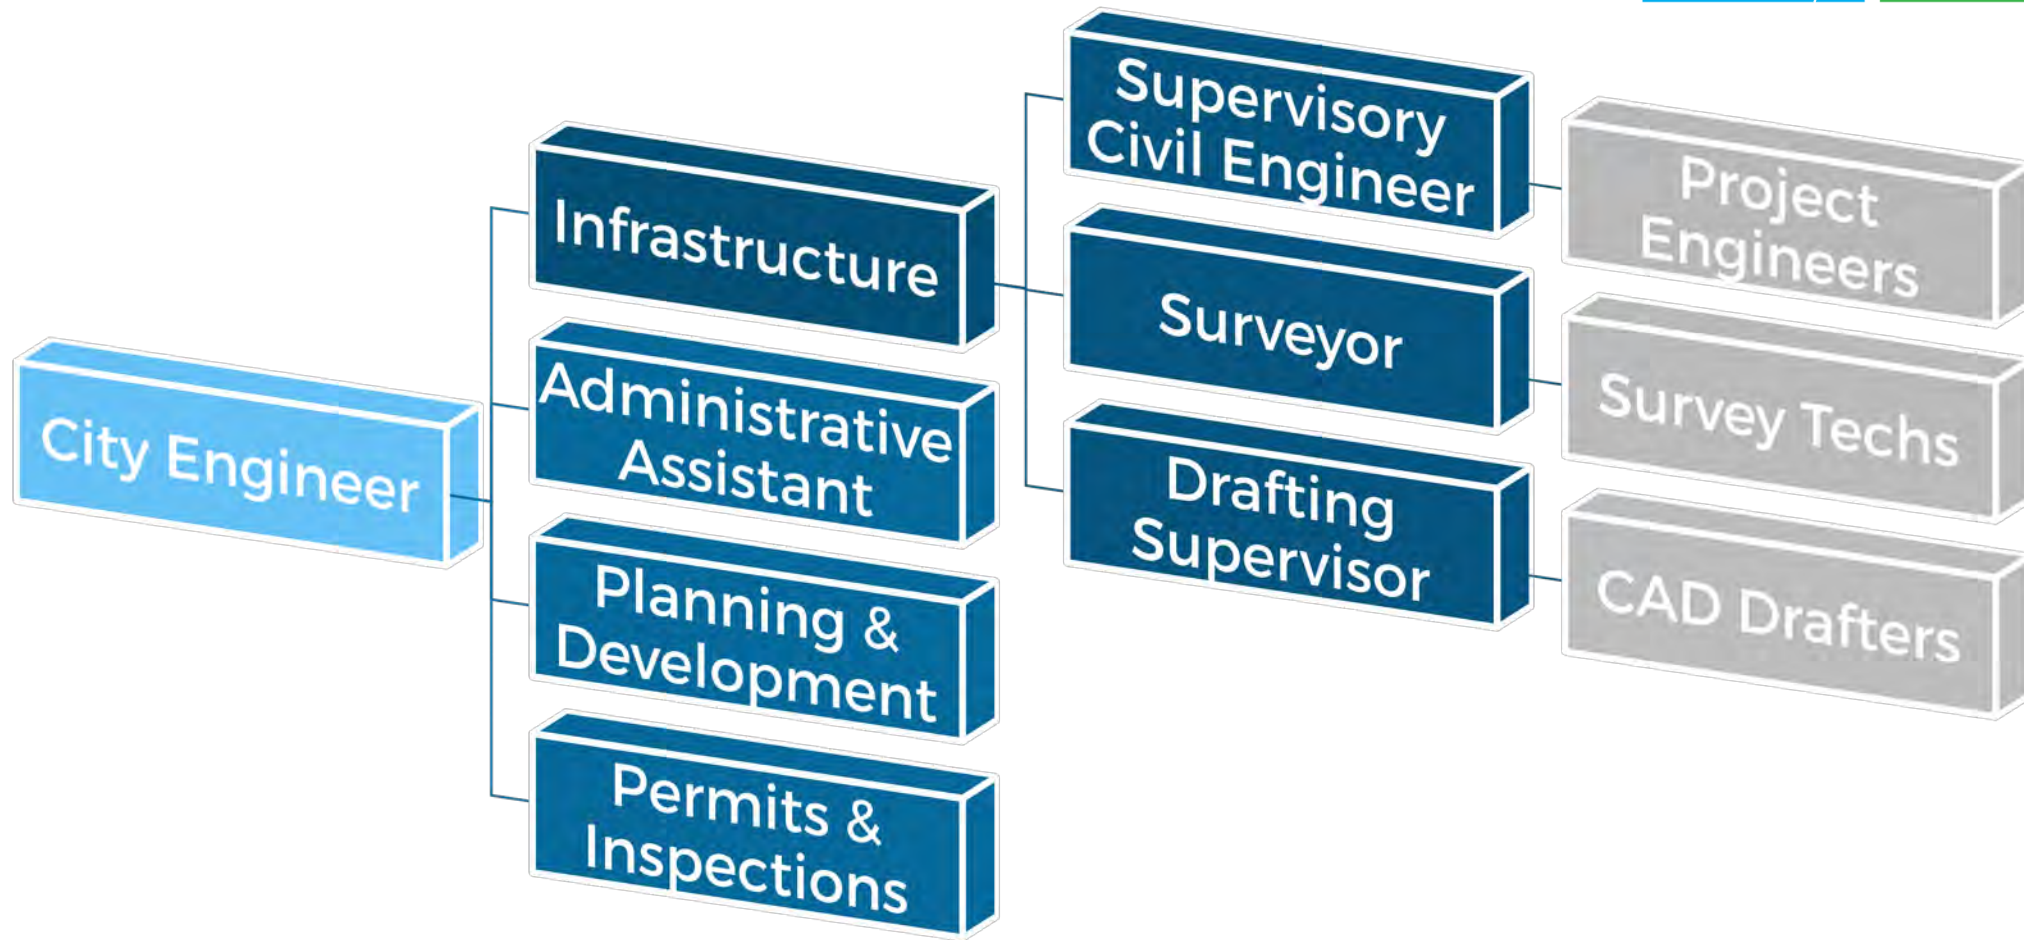 City Engineer
Infrastructure
Administrative
Assistant
Planning &
Development
Permits &
Inspections
Supervisory
Civil Engineer
Surveyor
Drafting
Supervisor
Project
Engineers
Survey Techs
CAD Drafters